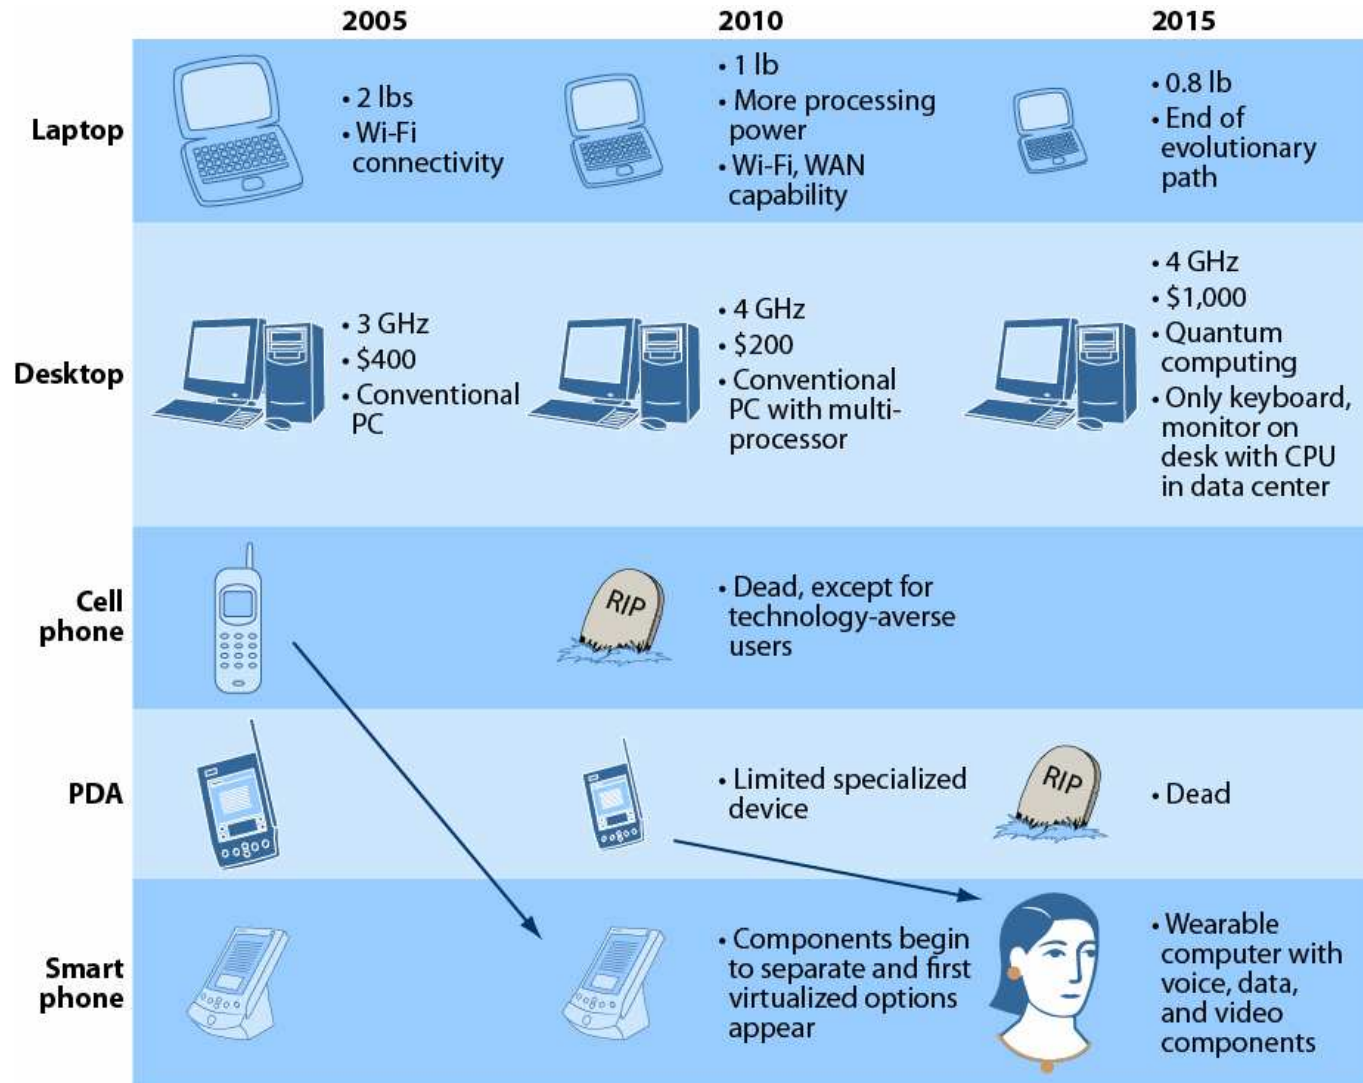 2005
2010
2015
Laptop
• 2 lbs
• Wi-Fi
connectivity
• 1 lb
• More processing
power
• Wi-Fi, WAN
capability
• 0.8 lb
• End of
evolutionary
path
Desktop
• 3 GHz
• $400
• Conventional
PC
• 4 GHz
• $200
• Conventional
PC with multi-
processor
• 4 GHz
• $1,000
• Quantum
computing
• Only keyboard,
monitor on
desk with CPU
in data center
Cell
phone
RIP
• Dead, except for
technology-averse
users
PDA
• Limited specialized
device
RIP
• Dead
Smart
phone
• Components begin
to separate and first
virtualized options
appear
• Wearable
computer with
voice, data,
and video
components